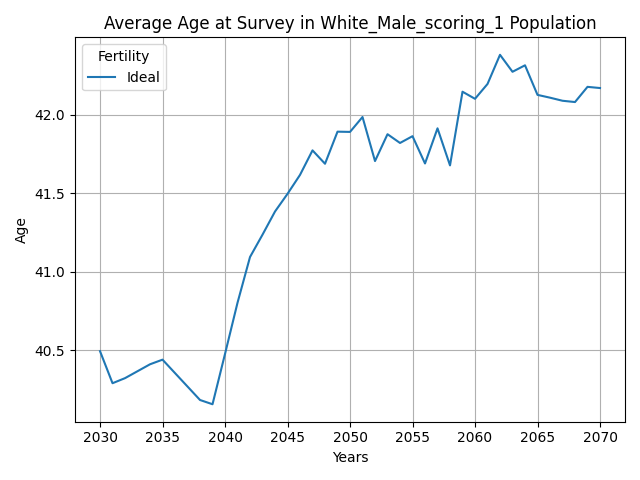 Average Age at Survey in White_Male_scoring_1 Population
Fertility
Ideal
42.0
41.5
41.0
40.5
Age
2030 2035 2040 2045 2050 2055 2060 2065 2070
Years